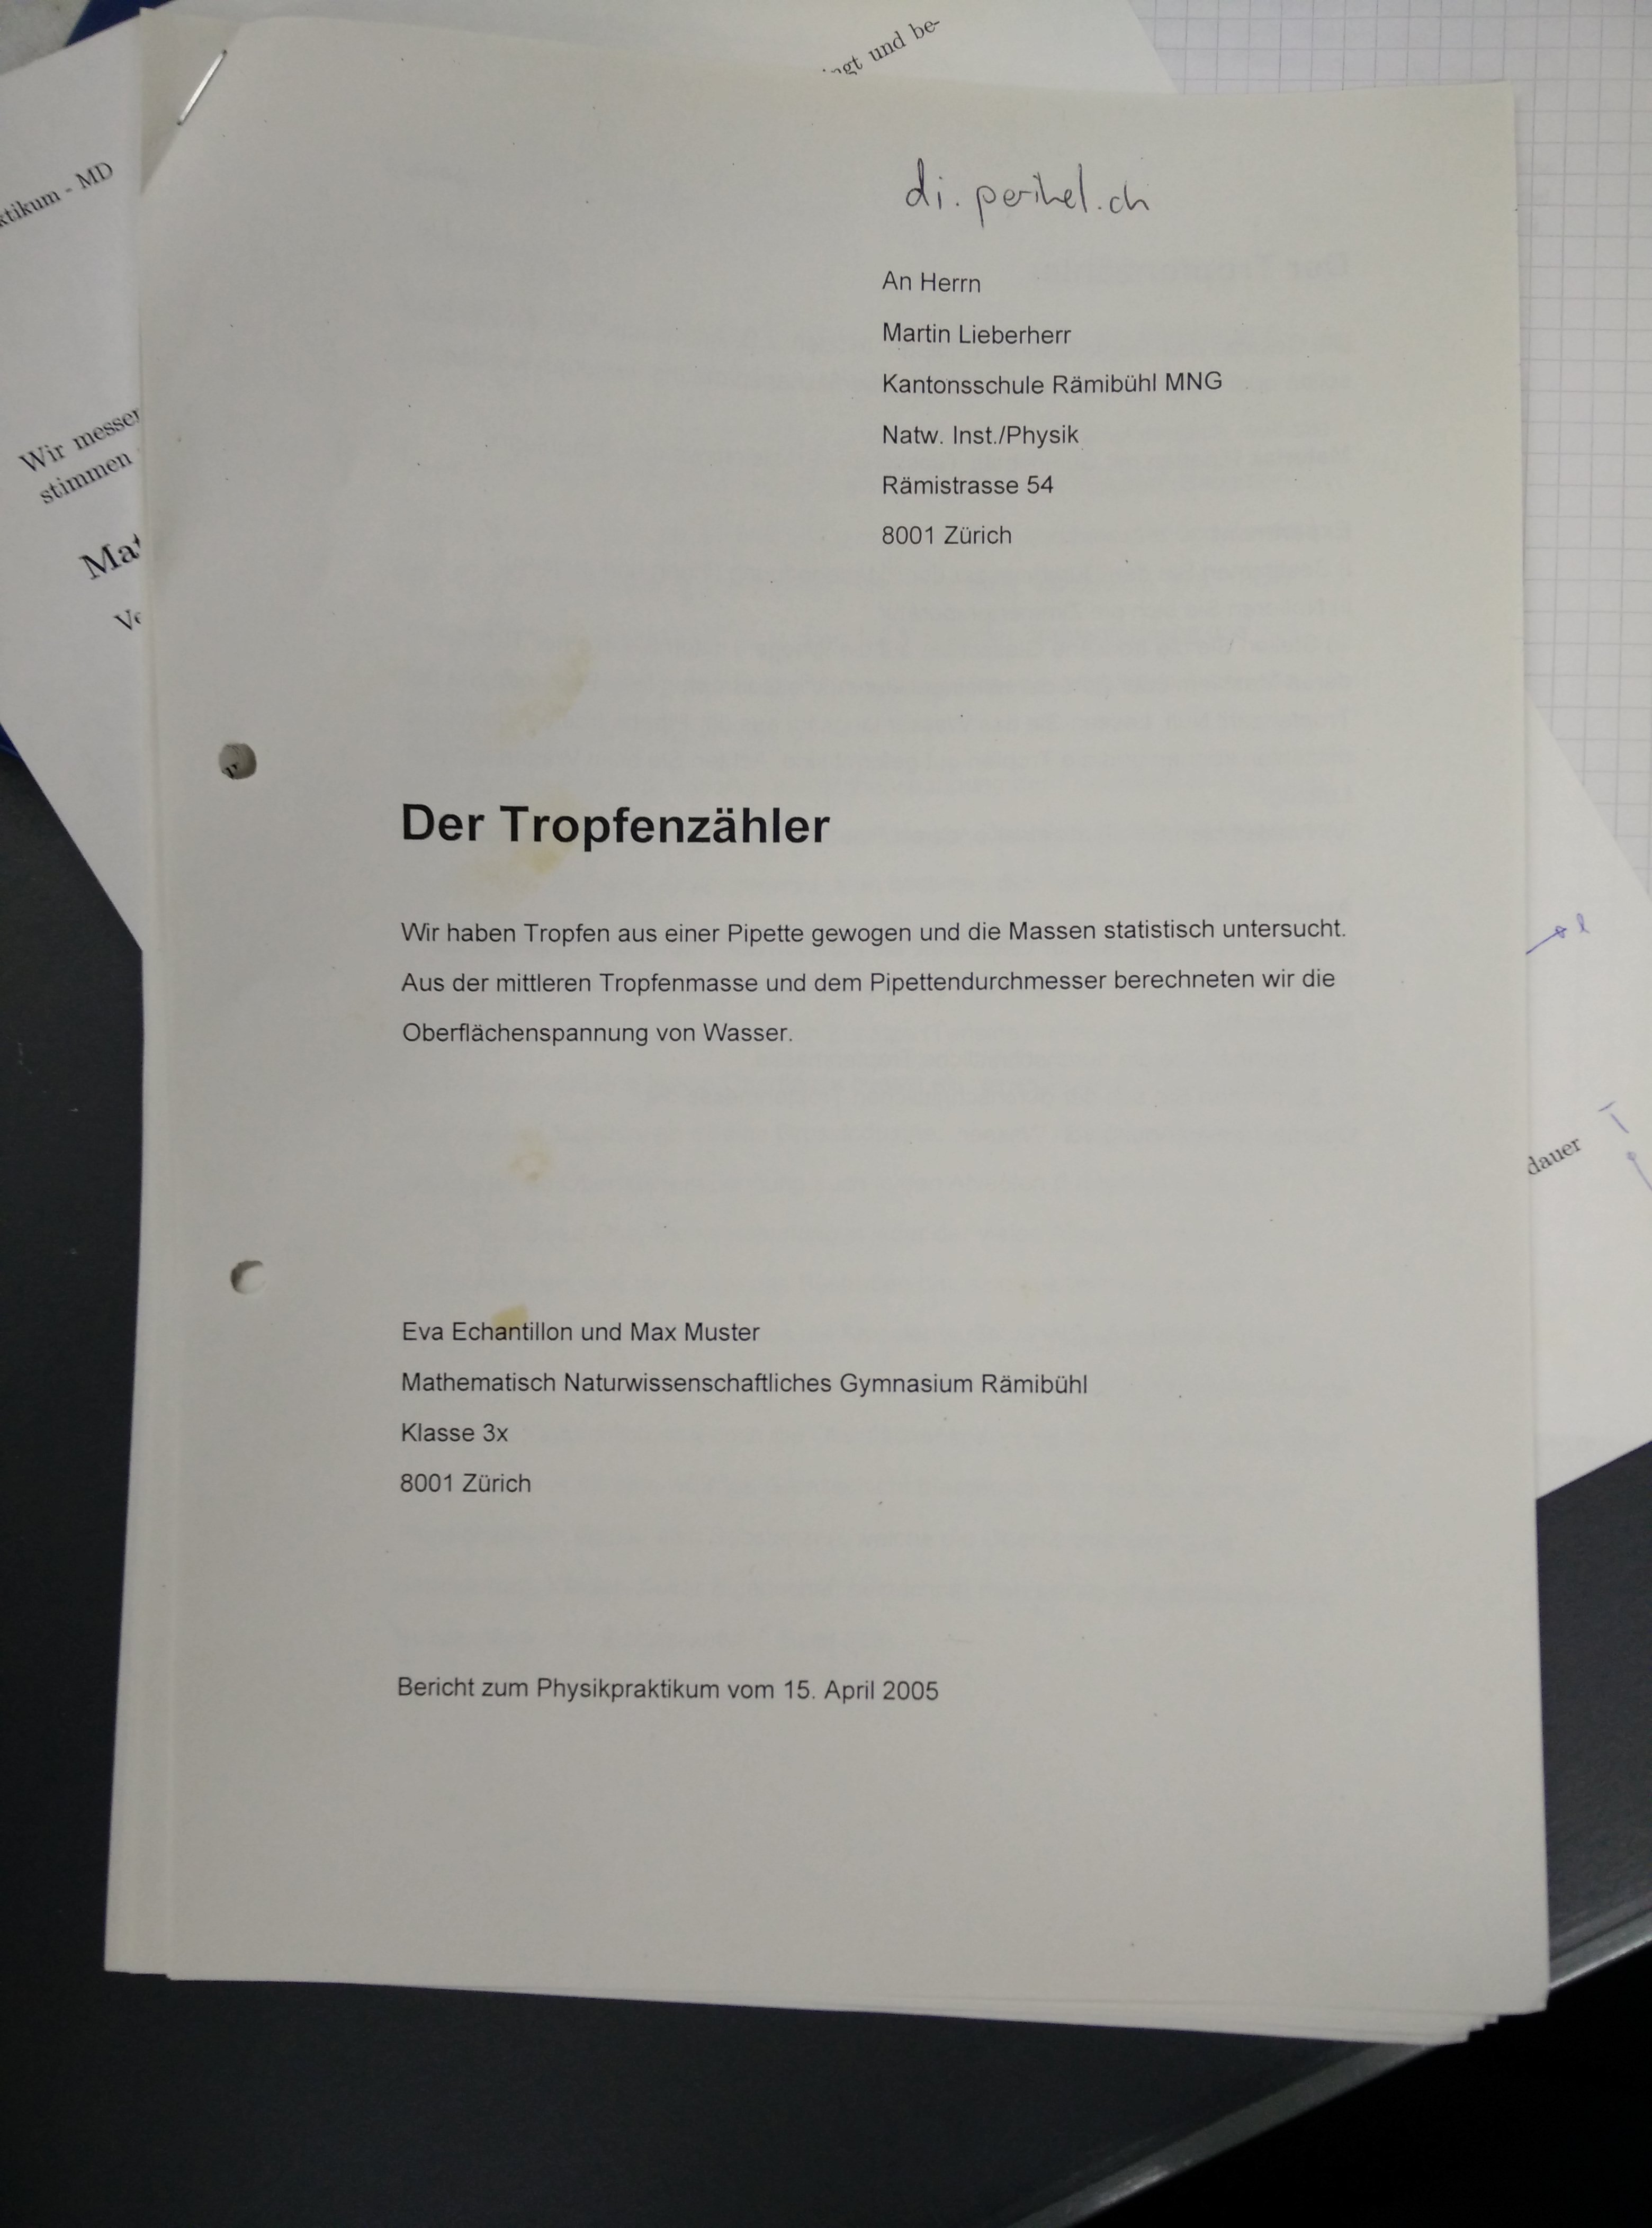 ngt und be-
ktikum - MD
di.perihel.ch
An Herrn
Martin Lieberherr
Kantonsschule Rämibühl MNG
Natw. Inst./Physik
Rämistrasse 54
8001 Zürich
Wir messen
stimmen
Der Tropfenzähler
Wir haben Tropfen aus einer Pipette gewogen und die Massen statistisch untersucht.
Aus der mittleren Tropfenmasse und dem Pipettendurchmesser berechneten wir die
Oberflächenspannung von Wasser.
dauer
Eva Echantillon und Max Muster
Mathematisch Naturwissenschaftliches Gymnasium Rämibühl
Klasse 3x
8001 Zürich
Bericht zum Physikpraktikum vom 15. April 2005